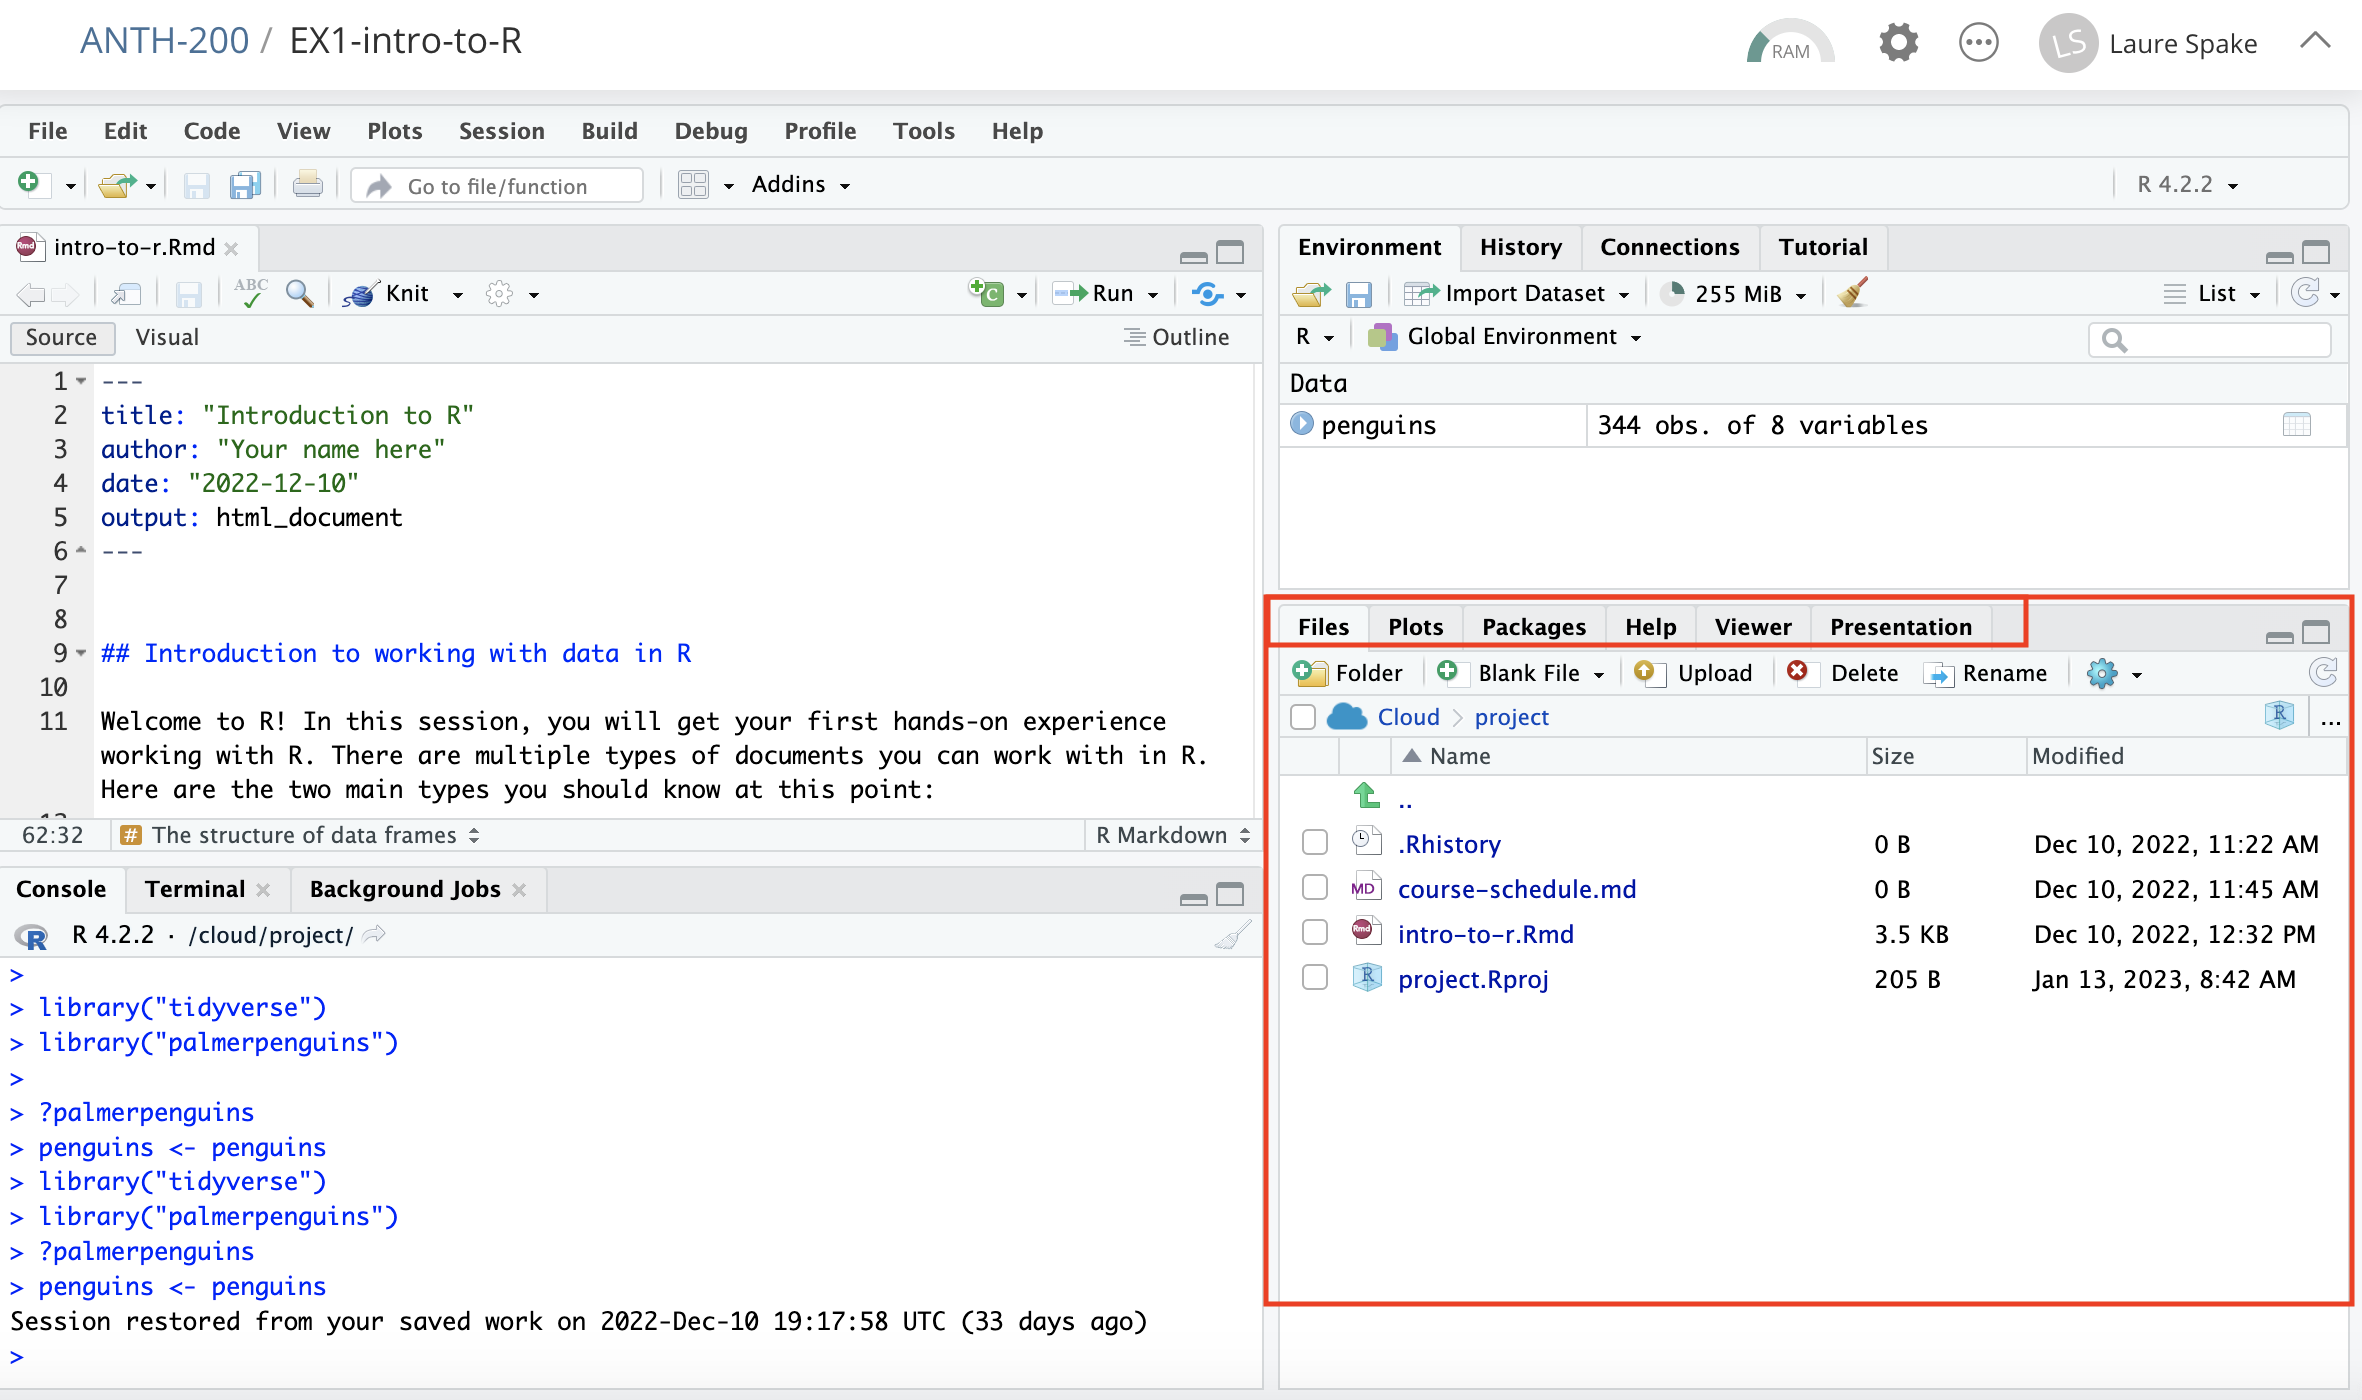 ANTH-200 / EX1-intro-to-R
RAM
LS Laure Spake
File Edit Code View Plots Session Build Debug Profile Tools Help
Go to file/function
Addins
R 4.2.2
Rmd intro-to-r.Rmd
ABC
Knit
C
Run
Source Visual
Outline
1 ---
2 title: "Introduction to R"
3 author: "Your name here"
4 date: "2022-12-10"
5 output: html_document
6 ---
7
8
9 ## Introduction to working with data in R
10
11 Welcome to R! In this session, you will get your first hands-on experience
working with R. There are multiple types of documents you can work with in R.
Here are the two main types you should know at this point:
62:32 # The structure of data frames
R Markdown
Console Terminal Background Jobs
R R 4.2.2 · /cloud/project/
>
> library("tidyverse")
> library("palmerpenguins")
>
> ?palmerpenguins
> penguins <- penguins
> library("tidyverse")
> library("palmerpenguins")
> ?palmerpenguins
> penguins <- penguins
Session restored from your saved work on 2022-Dec-10 19:17:58 UTC (33 days ago)
>
Environment History Connections Tutorial
Import Dataset 255 MiB List
R Global Environment
Data
penguins 344 obs. of 8 variables
Files Plots Packages Help Viewer Presentation
Folder Blank File Upload Delete Rename
Cloud > project R ...
Name Size Modified
..
.Rhistory 0 B Dec 10, 2022, 11:22 AM
MD course-schedule.md 0 B Dec 10, 2022, 11:45 AM
Rmd intro-to-r.Rmd 3.5 KB Dec 10, 2022, 12:32 PM
R project.Rproj 205 B Jan 13, 2023, 8:42 AM